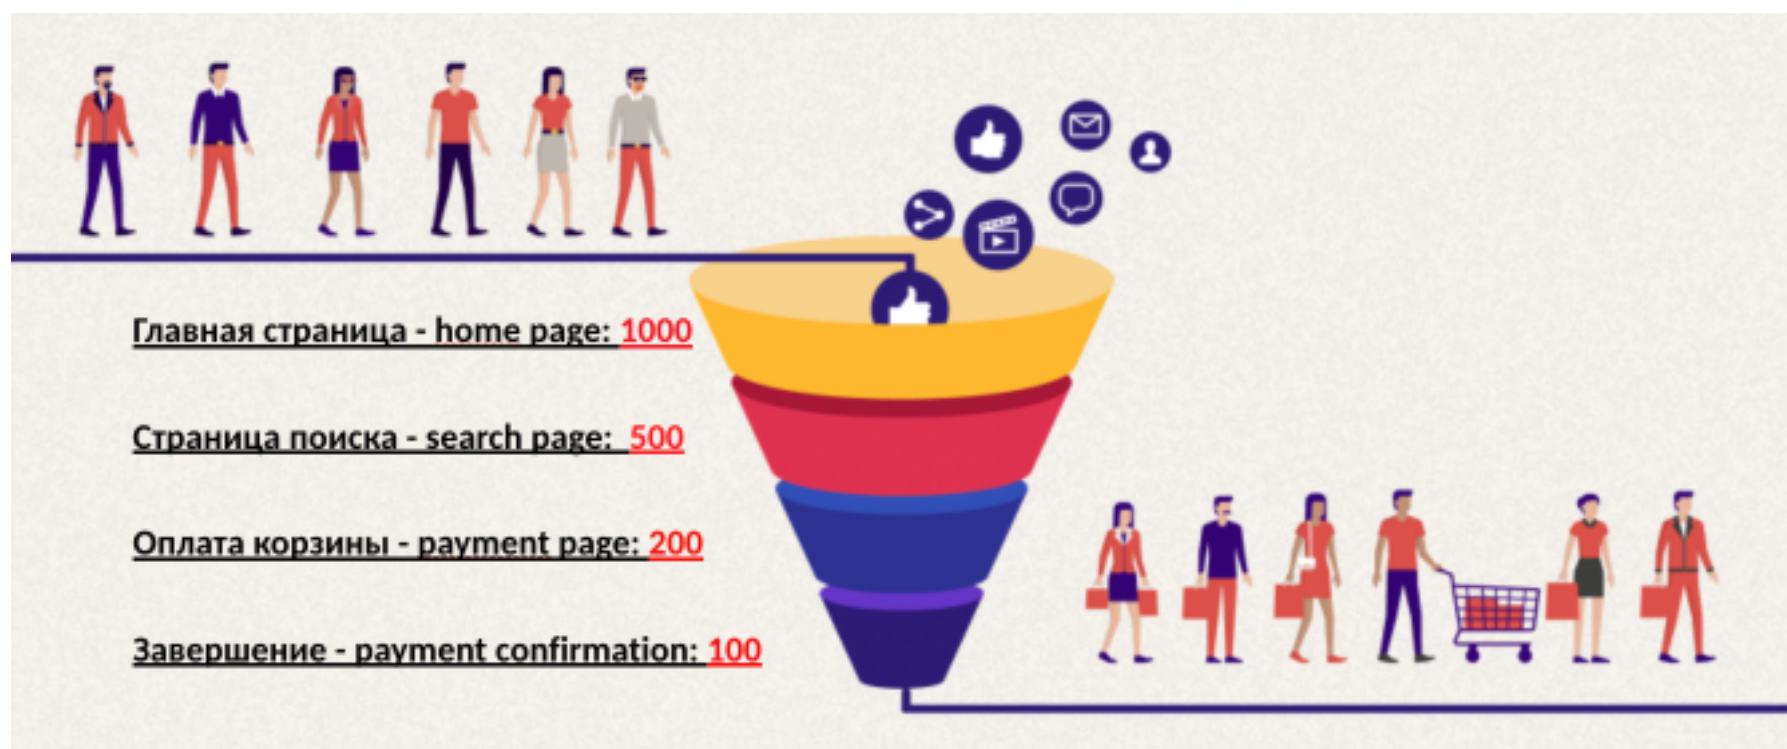 Главная страница - home page: 1000
Страница поиска - search page: 500
Оплата корзины - payment page: 200
Завершение - payment confirmation: 100